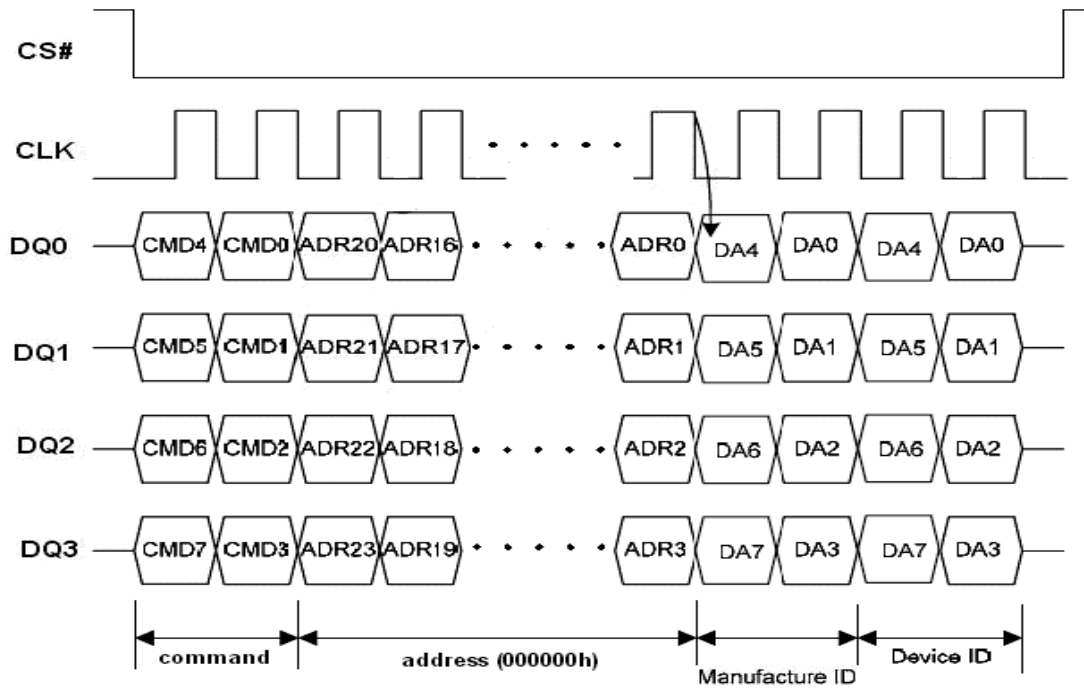 CS#
CLK
DQ0 CMD4 CMD0 ADR20 ADR16 ADR0 DA4 DA0 DA4 DA0
DQ1 CMD5 CMD1 ADR21 ADR17 ADR1 DA5 DA1 DA5 DA1
DQ2 CMD6 CMD2 ADR22 ADR18 ADR2 DA6 DA2 DA6 DA2
DQ3 CMD7 CMD3 ADR23 ADR19 ADR3 DA7 DA3 DA7 DA3
command address (000000h) Manufacture ID Device ID